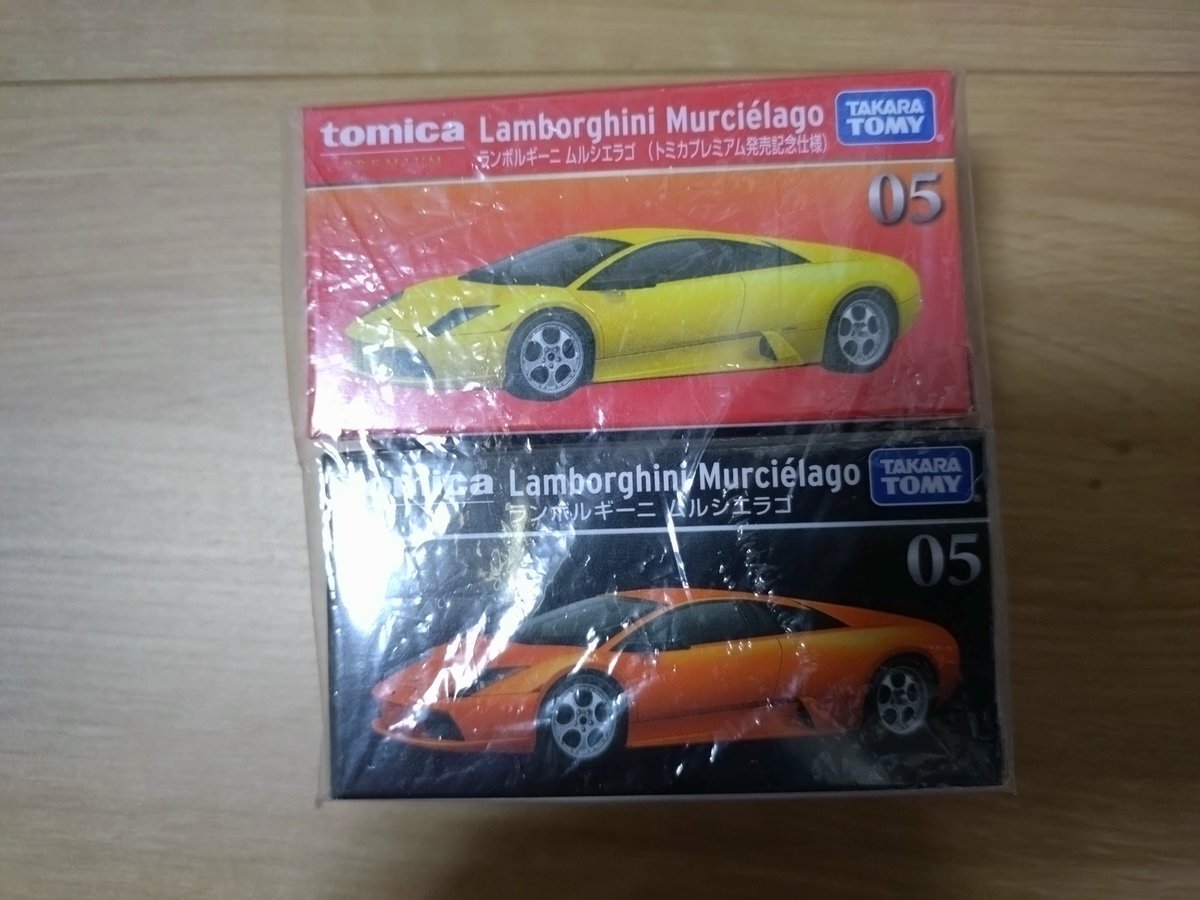 tomica Lamborghini Murciélago TAKARA TOMY
PREMIUM ランボルギーニ ムルシエラゴ (トミカプレミアム発売記念仕様)
05
tomica Lamborghini Murciélago TAKARA TOMY
ランボルギーニ ムルシエラゴ
05